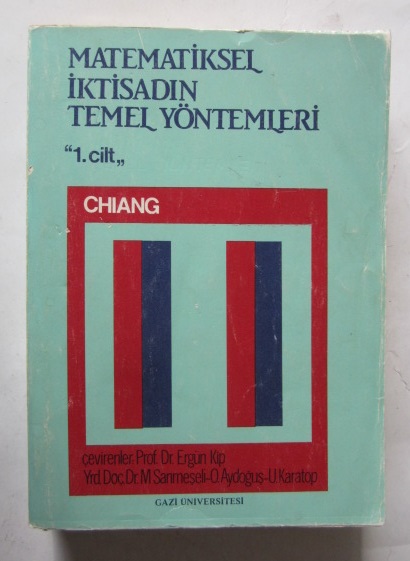 MATEMATİKSEL
İKTİSADIN
TEMEL YÖNTEMLERİ
“1. cilt„
CHIANG
çevirenler: Prof. Dr. Ergün Kip
Yrd. Doç. Dr. M. Sarımeşeli-O. Aydoğuş-U. Karatop
GAZİ ÜNİVERSİTESİ